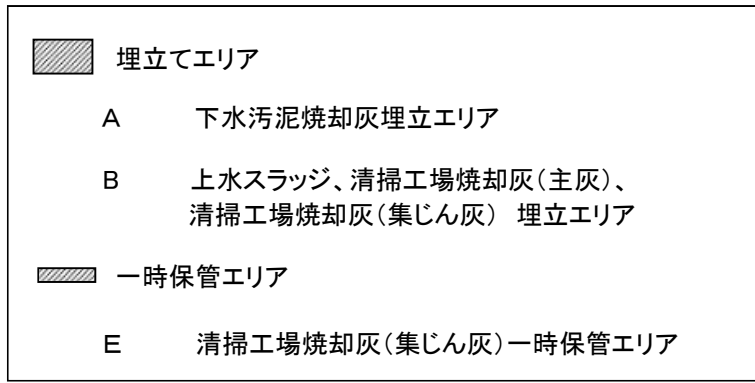 埋立てエリア
A 下水汚泥焼却灰埋立エリア
B 上水スラッジ、清掃工場焼却灰(主灰)、
清掃工場焼却灰(集じん灰) 埋立エリア
一時保管エリア
E 清掃工場焼却灰(集じん灰)一時保管エリア